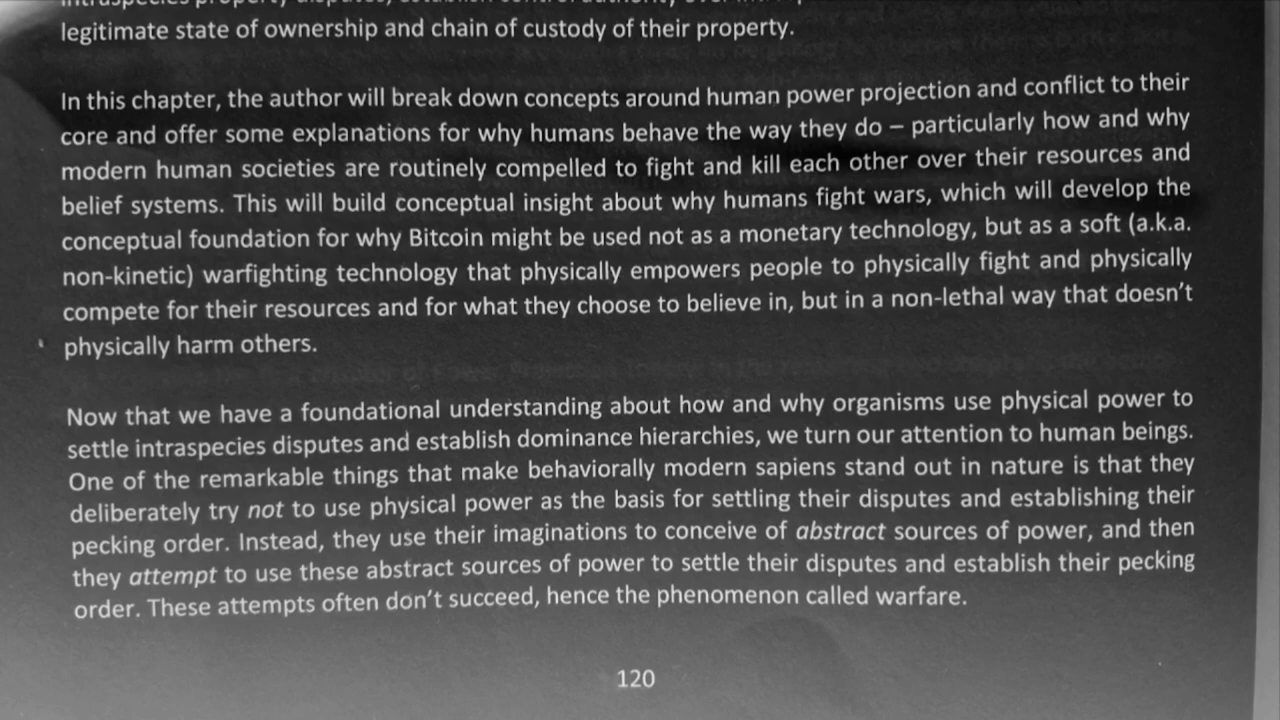 intraspecies property disputes, establish control authority over
legitimate state of ownership and chain of custody of their property.
In this chapter, the author will break down concepts around human power projection and conflict to their
core and offer some explanations for why humans behave the way they do – particularly how and why
modern human societies are routinely compelled to fight and kill each other over their resources and
belief systems. This will build conceptual insight about why humans fight wars, which will develop the
conceptual foundation for why Bitcoin might be used not as a monetary technology, but as a soft (a.k.a.
non-kinetic) warfighting technology that physically empowers people to physically fight and physically
compete for their resources and for what they choose to believe in, but in a non-lethal way that doesn't
physically harm others.
Now that we have a foundational understanding about how and why organisms use physical power to
settle intraspecies disputes and establish dominance hierarchies, we turn our attention to human beings.
One of the remarkable things that make behaviorally modern sapiens stand out in nature is that they
deliberately try not to use physical power as the basis for settling their disputes and establishing their
pecking order. Instead, they use their imaginations to conceive of abstract sources of power, and then
they attempt to use these abstract sources of power to settle their disputes and establish their pecking
order. These attempts often don't succeed, hence the phenomenon called warfare.
120